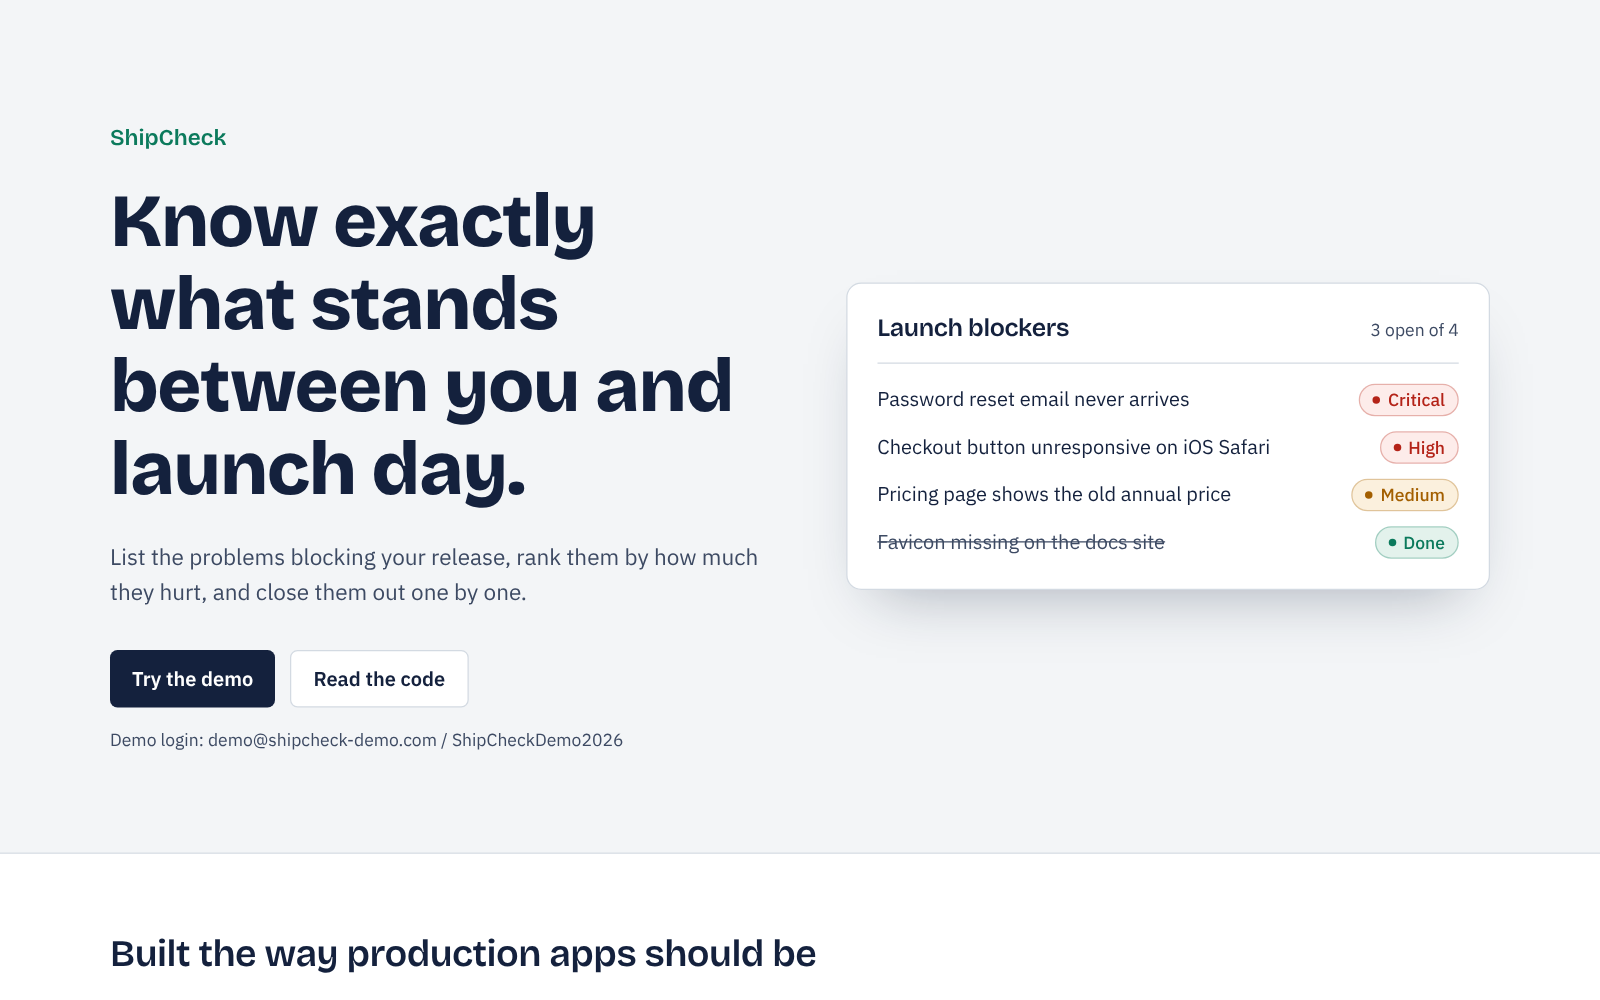 ShipCheck
Know exactly
what stands
between you and
launch day.
List the problems blocking your release, rank them by how much
they hurt, and close them out one by one.
Try the demo
Read the code
Demo login: demo@shipcheck-demo.com / ShipCheckDemo2026
Launch blockers
3 open of 4
Password reset email never arrives
Critical
Checkout button unresponsive on iOS Safari
High
Pricing page shows the old annual price
Medium
Favicon missing on the docs site
Done
Built the way production apps should be